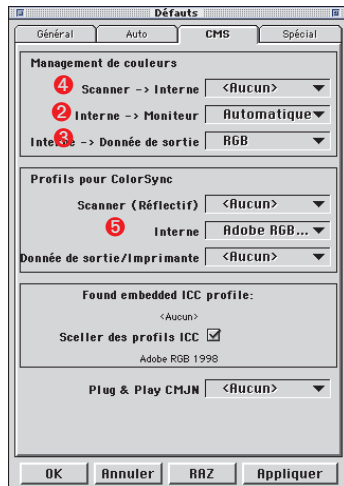 Défauts
Général Auto CMS Spécial
Management de couleurs
4 Scanner -> Interne <Aucun>
2 Interne -> Moniteur Automatique
3 Interne -> Donnée de sortie RGB
Profils pour ColorSync
Scanner (Réflectif) <Aucun>
5 Interne Adobe RGB...
Donnée de sortie/Imprimante <Aucun>
Found embedded ICC profile:
<Aucun>
Sceller des profils ICC
Adobe RGB 1998
Plug & Play CMJN <Aucun>
OK Annuler RAZ Appliquer